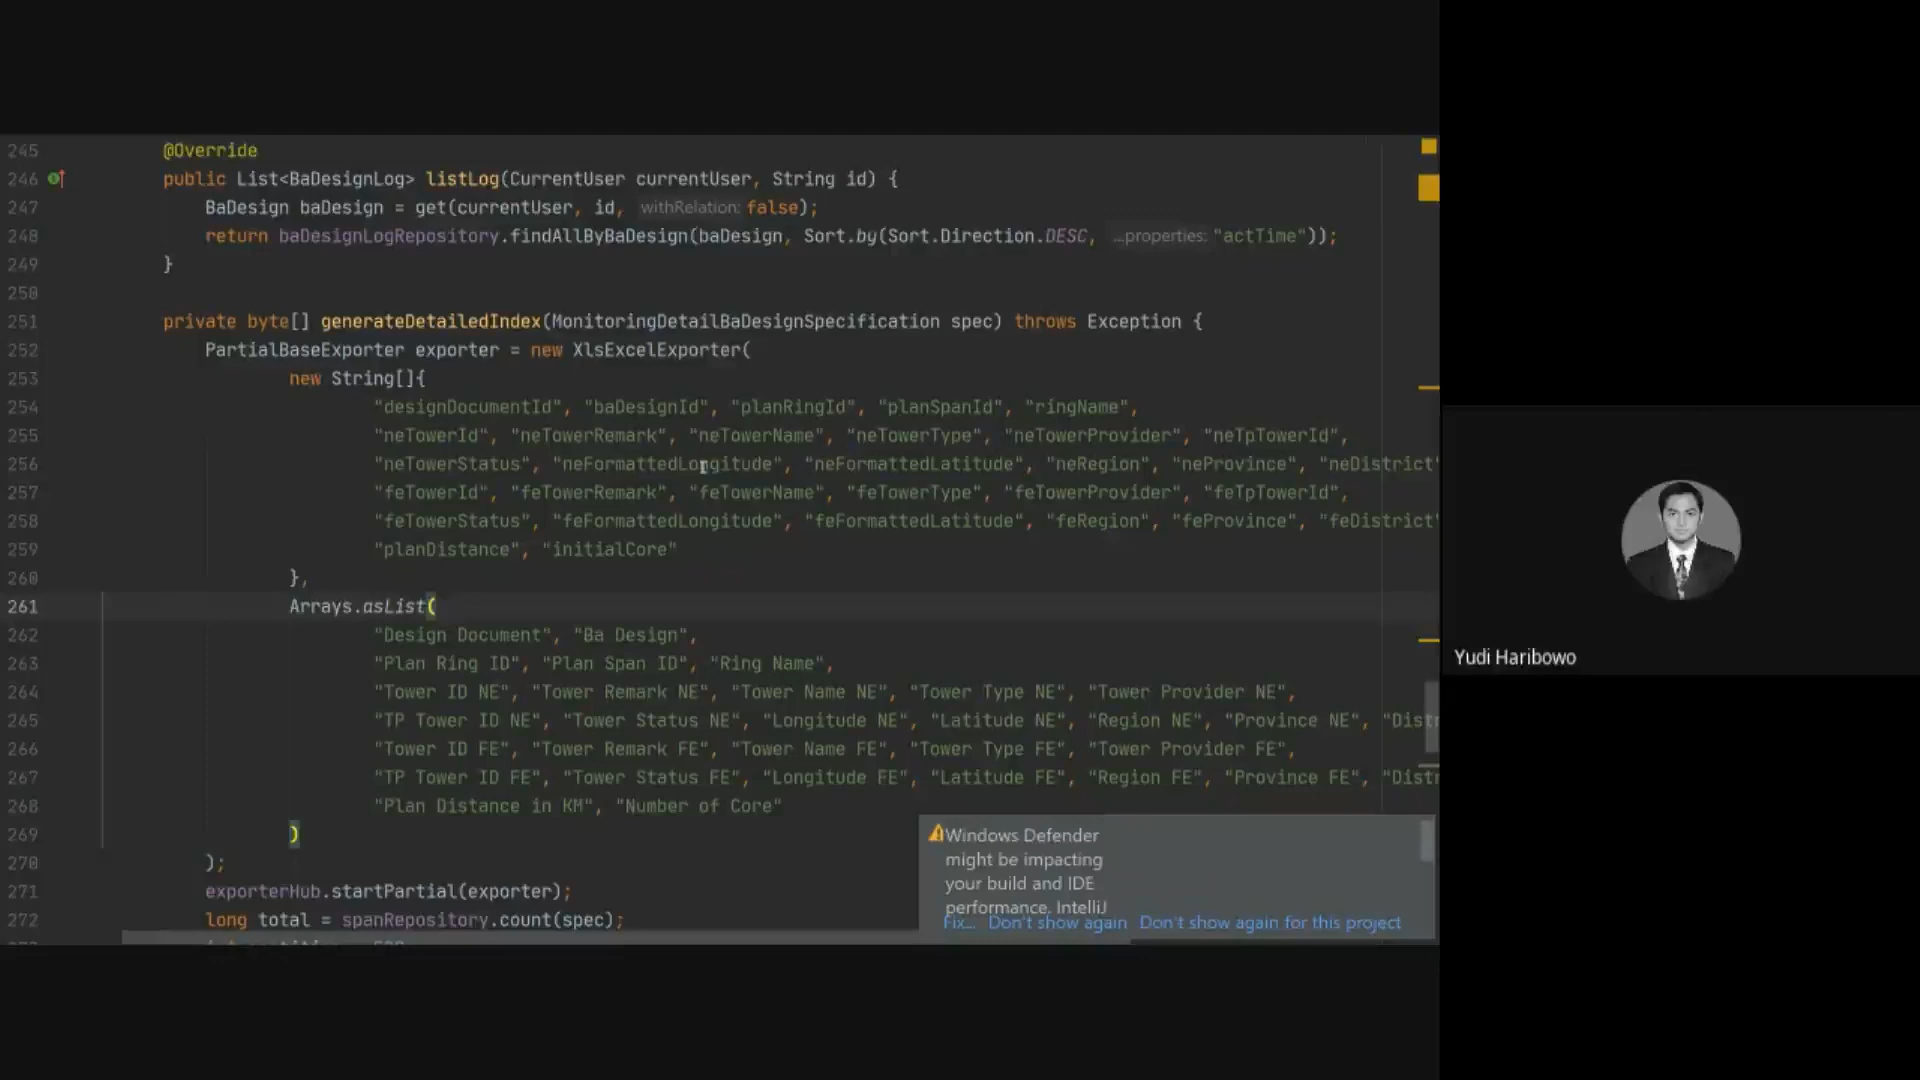 245 @Override
246 public List<BaDesignLog> listLog(CurrentUser currentUser, String id) {
247 BaDesign baDesign = get(currentUser, id, withRelation: false);
248 return baDesignLogRepository.findAllByBaDesign(baDesign, Sort.by(Sort.Direction.DESC, ...properties: "actTime"));
249 }
250
251 private byte[] generateDetailedIndex(MonitoringDetailBaDesignSpecification spec) throws Exception {
252 PartialBaseExporter exporter = new XlsExcelExporter(
253 new String[]{
254 "designDocumentId", "baDesignId", "planRingId", "planSpanId", "ringName",
255 "neTowerId", "neTowerRemark", "neTowerName", "neTowerType", "neTowerProvider", "neTpTowerId",
256 "neTowerStatus", "neFormattedLongitude", "neFormattedLatitude", "neRegion", "neProvince", "neDistrict"
257 "feTowerId", "feTowerRemark", "feTowerName", "feTowerType", "feTowerProvider", "feTpTowerId",
258 "feTowerStatus", "feFormattedLongitude", "feFormattedLatitude", "feRegion", "feProvince", "feDistrict"
259 "planDistance", "initialCore"
260 },
261 Arrays.asList(
262 "Design Document", "Ba Design",
263 "Plan Ring ID", "Plan Span ID", "Ring Name",
264 "Tower ID NE", "Tower Remark NE", "Tower Name NE", "Tower Type NE", "Tower Provider NE",
265 "TP Tower ID NE", "Tower Status NE", "Longitude NE", "Latitude NE", "Region NE", "Province NE", "Distr
266 "Tower ID FE", "Tower Remark FE", "Tower Name FE", "Tower Type FE", "Tower Provider FE",
267 "TP Tower ID FE", "Tower Status FE", "Longitude FE", "Latitude FE", "Region FE", "Province FE", "Distr
268 "Plan Distance in KM", "Number of Core"
269 )
270 );
271 exporterHub.startPartial(exporter);
272 long total = spanRepository.count(spec);
Windows Defender
might be impacting
your build and IDE
performance. IntelliJ
Fix... Don't show again Don't show again for this project
Yudi Haribowo